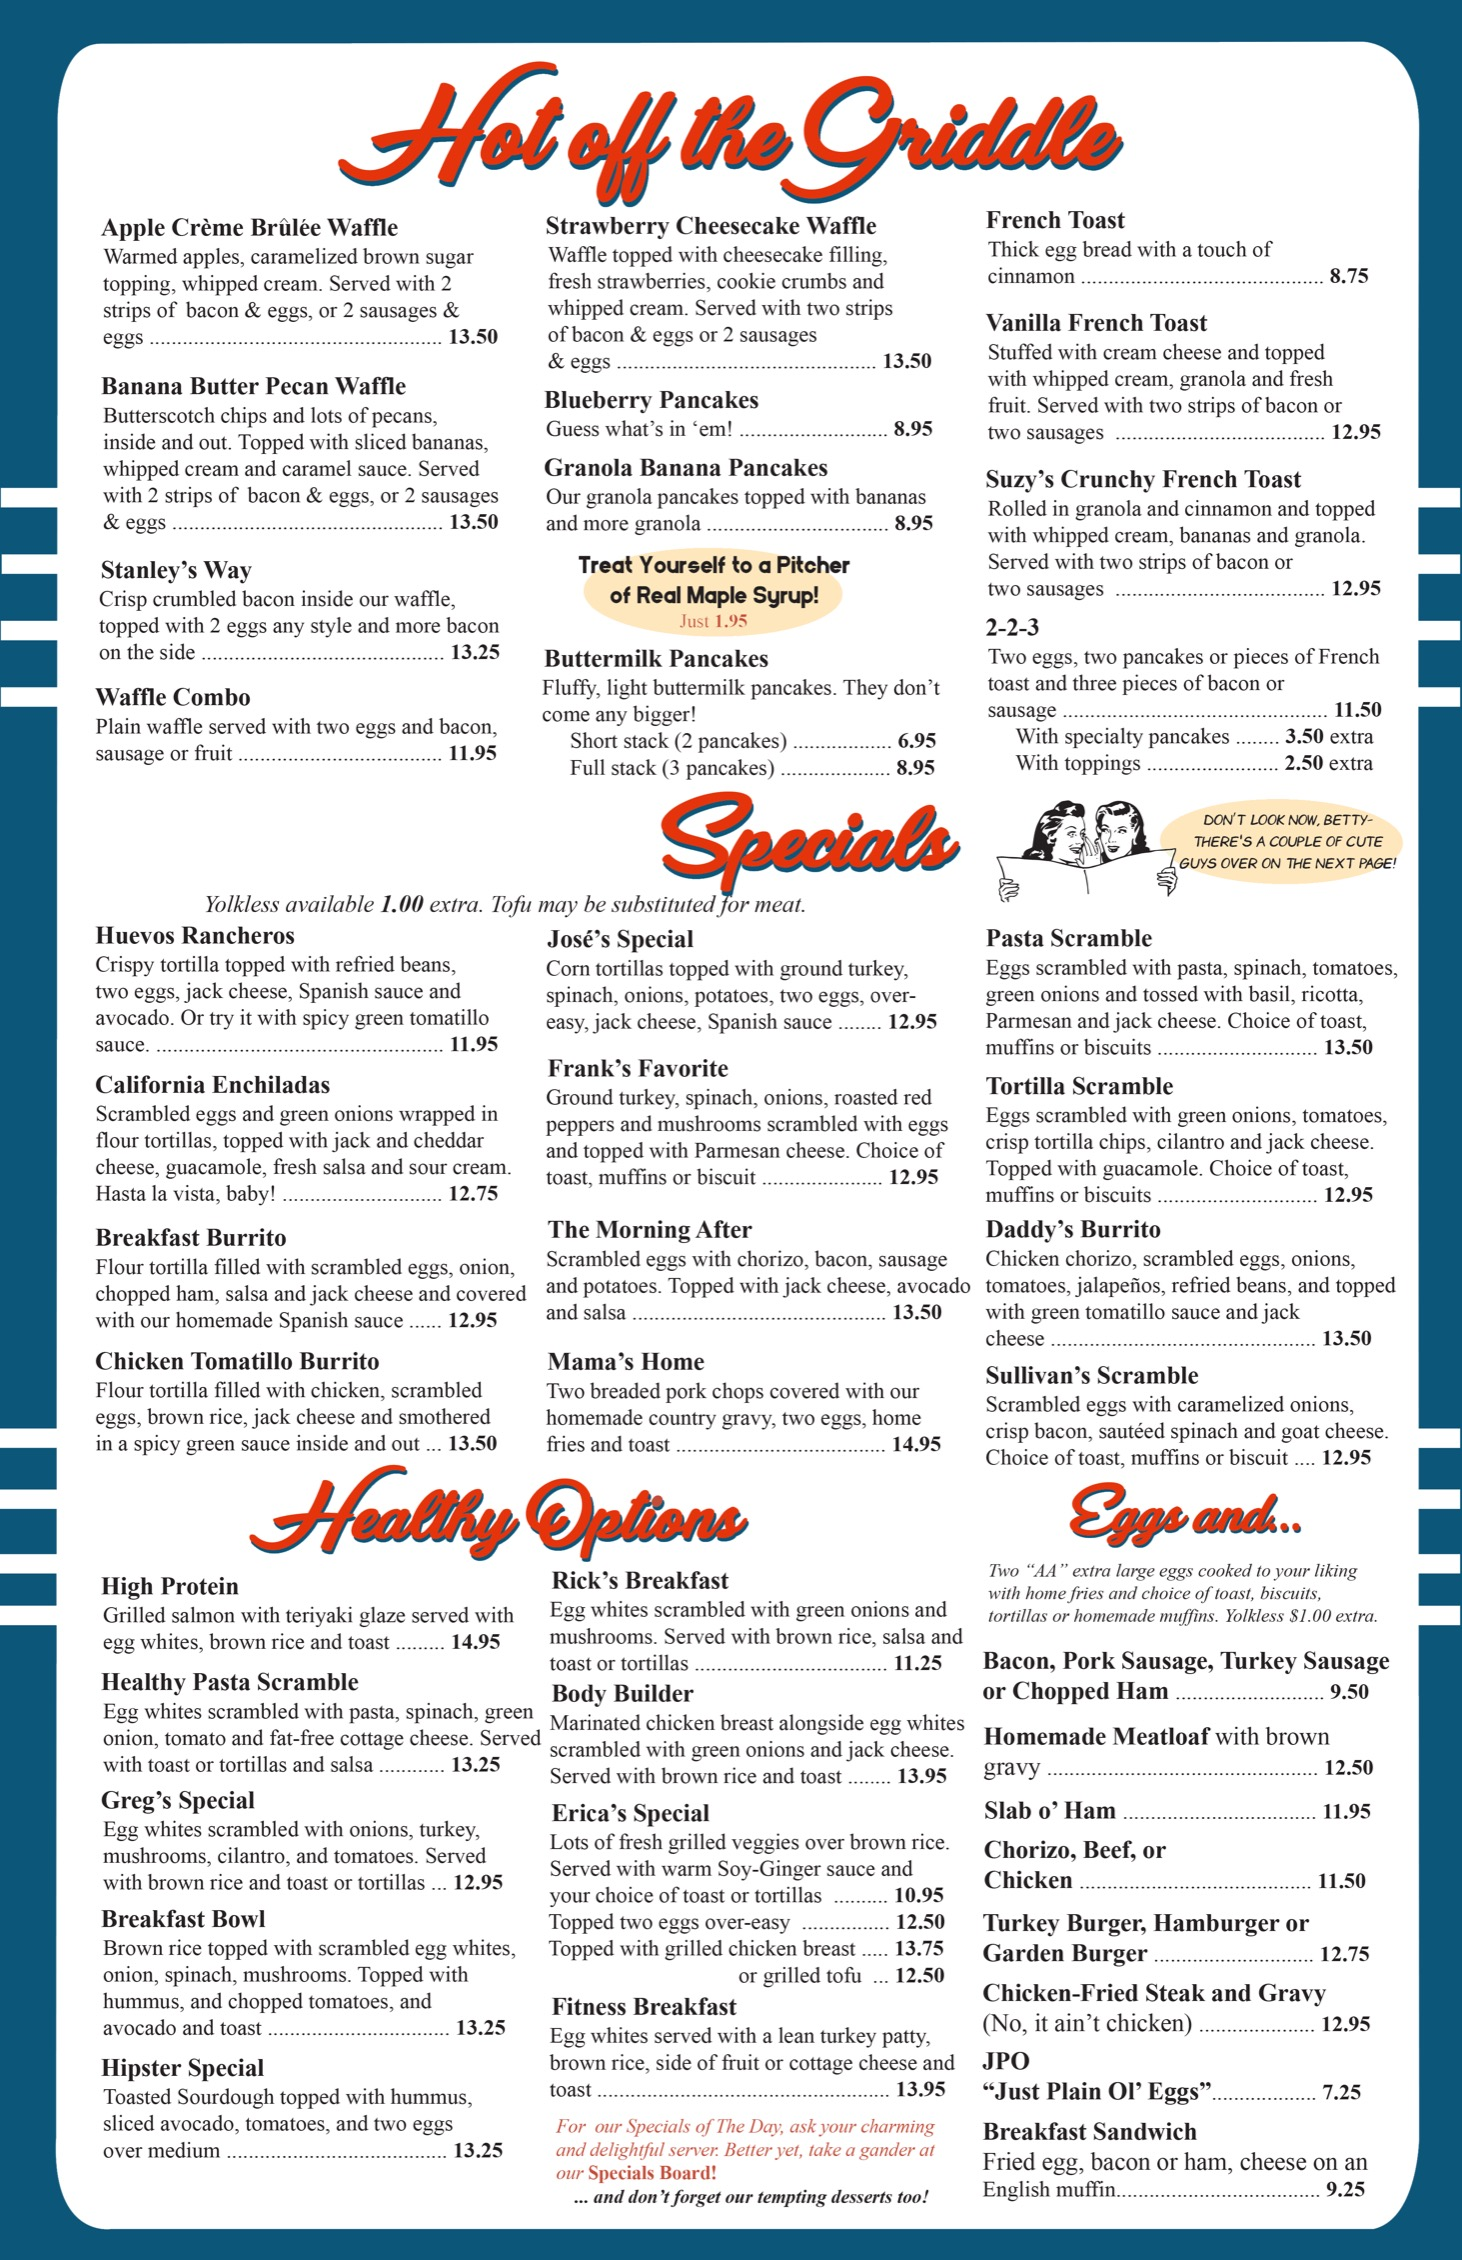 Hot off the Griddle
Apple Crème Brûlée Waffle
Warmed apples, caramelized brown sugar
topping, whipped cream. Served with 2
strips of bacon & eggs, or 2 sausages &
eggs ..................................................... 13.50
Banana Butter Pecan Waffle
Butterscotch chips and lots of pecans,
inside and out. Topped with sliced bananas,
whipped cream and caramel sauce. Served
with 2 strips of bacon & eggs, or 2 sausages
& eggs ................................................. 13.50
Stanley's Way
Crisp crumbled bacon inside our waffle,
topped with 2 eggs any style and more bacon
on the side ............................................ 13.25
Waffle Combo
Plain waffle served with two eggs and bacon,
sausage or fruit ..................................... 11.95
Strawberry Cheesecake Waffle
Waffle topped with cheesecake filling,
fresh strawberries, cookie crumbs and
whipped cream. Served with two strips
of bacon & eggs or 2 sausages
& eggs ............................................... 13.50
Blueberry Pancakes
Guess what's in ‘em! ........................... 8.95
Granola Banana Pancakes
Our granola pancakes topped with bananas
and more granola ................................. 8.95
Treat Yourself to a Pitcher
of Real Maple Syrup!
Just 1.95
Buttermilk Pancakes
Fluffy, light buttermilk pancakes. They don't
come any bigger!
Short stack (2 pancakes) .................. 6.95
Full stack (3 pancakes) .................... 8.95
French Toast
Thick egg bread with a touch of
cinnamon ............................................ 8.75
Vanilla French Toast
Stuffed with cream cheese and topped
with whipped cream, granola and fresh
fruit. Served with two strips of bacon or
two sausages ...................................... 12.95
Suzy's Crunchy French Toast
Rolled in granola and cinnamon and topped
with whipped cream, bananas and granola.
Served with two strips of bacon or
two sausages ...................................... 12.95
2-2-3
Two eggs, two pancakes or pieces of French
toast and three pieces of bacon or
sausage ................................................ 11.50
With specialty pancakes ........ 3.50 extra
With toppings ........................ 2.50 extra
Specials
DON'T LOOK NOW, BETTY-
THERE'S A COUPLE OF CUTE
GUYS OVER ON THE NEXT PAGE!
Yolkless available 1.00 extra. Tofu may be substituted for meat.
Huevos Rancheros
Crispy tortilla topped with refried beans,
two eggs, jack cheese, Spanish sauce and
avocado. Or try it with spicy green tomatillo
sauce. .................................................... 11.95
California Enchiladas
Scrambled eggs and green onions wrapped in
flour tortillas, topped with jack and cheddar
cheese, guacamole, fresh salsa and sour cream.
Hasta la vista, baby! ............................. 12.75
Breakfast Burrito
Flour tortilla filled with scrambled eggs, onion,
chopped ham, salsa and jack cheese and covered
with our homemade Spanish sauce ...... 12.95
Chicken Tomatillo Burrito
Flour tortilla filled with chicken, scrambled
eggs, brown rice, jack cheese and smothered
in a spicy green sauce inside and out ... 13.50
José's Special
Corn tortillas topped with ground turkey,
spinach, onions, potatoes, two eggs, over-
easy, jack cheese, Spanish sauce ........ 12.95
Frank's Favorite
Ground turkey, spinach, onions, roasted red
peppers and mushrooms scrambled with eggs
and topped with Parmesan cheese. Choice of
toast, muffins or biscuit ...................... 12.95
The Morning After
Scrambled eggs with chorizo, bacon, sausage
and potatoes. Topped with jack cheese, avocado
and salsa .............................................. 13.50
Mama's Home
Two breaded pork chops covered with our
homemade country gravy, two eggs, home
fries and toast ...................................... 14.95
Pasta Scramble
Eggs scrambled with pasta, spinach, tomatoes,
green onions and tossed with basil, ricotta,
Parmesan and jack cheese. Choice of toast,
muffins or biscuits ............................. 13.50
Tortilla Scramble
Eggs scrambled with green onions, tomatoes,
crisp tortilla chips, cilantro and jack cheese.
Topped with guacamole. Choice of toast,
muffins or biscuits ............................. 12.95
Daddy's Burrito
Chicken chorizo, scrambled eggs, onions,
tomatoes, jalapeños, refried beans, and topped
with green tomatillo sauce and jack
cheese ................................................ 13.50
Sullivan's Scramble
Scrambled eggs with caramelized onions,
crisp bacon, sautéed spinach and goat cheese.
Choice of toast, muffins or biscuit .... 12.95
Healthy Options
High Protein
Grilled salmon with teriyaki glaze served with
egg whites, brown rice and toast ......... 14.95
Healthy Pasta Scramble
Egg whites scrambled with pasta, spinach, green
onion, tomato and fat-free cottage cheese. Served
with toast or tortillas and salsa ............ 13.25
Greg's Special
Egg whites scrambled with onions, turkey,
mushrooms, cilantro, and tomatoes. Served
with brown rice and toast or tortillas ... 12.95
Breakfast Bowl
Brown rice topped with scrambled egg whites,
onion, spinach, mushrooms. Topped with
hummus, and chopped tomatoes, and
avocado and toast ................................. 13.25
Hipster Special
Toasted Sourdough topped with hummus,
sliced avocado, tomatoes, and two eggs
over medium ........................................ 13.25
Rick's Breakfast
Egg whites scrambled with green onions and
mushrooms. Served with brown rice, salsa and
toast or tortillas ................................... 11.25
Body Builder
Marinated chicken breast alongside egg whites
scrambled with green onions and jack cheese.
Served with brown rice and toast ........ 13.95
Erica's Special
Lots of fresh grilled veggies over brown rice.
Served with warm Soy-Ginger sauce and
your choice of toast or tortillas .......... 10.95
Topped two eggs over-easy ................ 12.50
Topped with grilled chicken breast ..... 13.75
or grilled tofu ... 12.50
Fitness Breakfast
Egg whites served with a lean turkey patty,
brown rice, side of fruit or cottage cheese and
toast ..................................................... 13.95
For our Specials of The Day, ask your charming
and delightful server. Better yet, take a gander at
our Specials Board!
... and don't forget our tempting desserts too!
Eggs and...
Two “AA” extra large eggs cooked to your liking
with home fries and choice of toast, biscuits,
tortillas or homemade muffins. Yolkless $1.00 extra.
Bacon, Pork Sausage, Turkey Sausage
or Chopped Ham ........................... 9.50
Homemade Meatloaf with brown
gravy ................................................. 12.50
Slab o' Ham ................................... 11.95
Chorizo, Beef, or
Chicken .......................................... 11.50
Turkey Burger, Hamburger or
Garden Burger ............................. 12.75
Chicken-Fried Steak and Gravy
(No, it ain't chicken) ..................... 12.95
JPO
“Just Plain Ol' Eggs”................... 7.25
Breakfast Sandwich
Fried egg, bacon or ham, cheese on an
English muffin..................................... 9.25